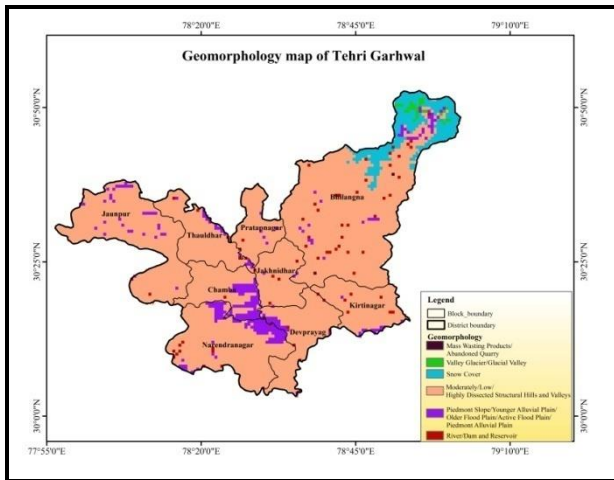 78°20'0"E 78°45'0"E 79°10'0"E
Geomorphology map of Tehri Garhwal
30°50'0"N 30°50'0"N
Bhilangna
Jaunpur
Thauldhar
Pratapnagar
30°25'0"N 30°25'0"N
Jakhnidhar
Chamba
Kirtinagar
Devprayag
Narendranagar
30°0'0"N 30°0'0"N
Legend
Block_boundary
District boundary
Geomorphology
Mass Wasting Products/
Abandoned Quarry
Valley Glacier/Glacial Valley
Snow Cover
Moderately/Low/
Highly Dissected Structural Hills and Valleys
Piedmont Slope/Younger Alluvial Plain/
Older Flood Plain/Active Flood Plain/
Piedmont Alluvial Plain
River/Dam and Reservoir
77°55'0"E 78°20'0"E 78°45'0"E 79°10'0"E